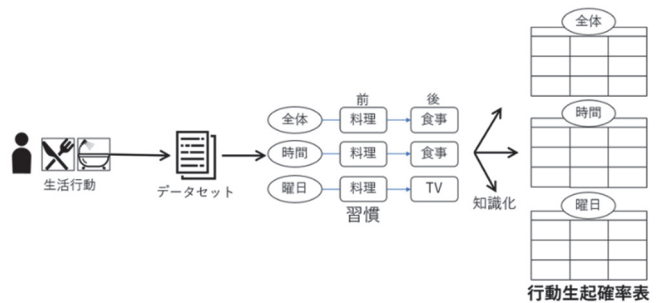 生活行動
データセット
前
後
全体
料理
食事
時間
料理
食事
曜日
料理
TV
習慣
知識化
全体
時間
曜日
行動生起確率表